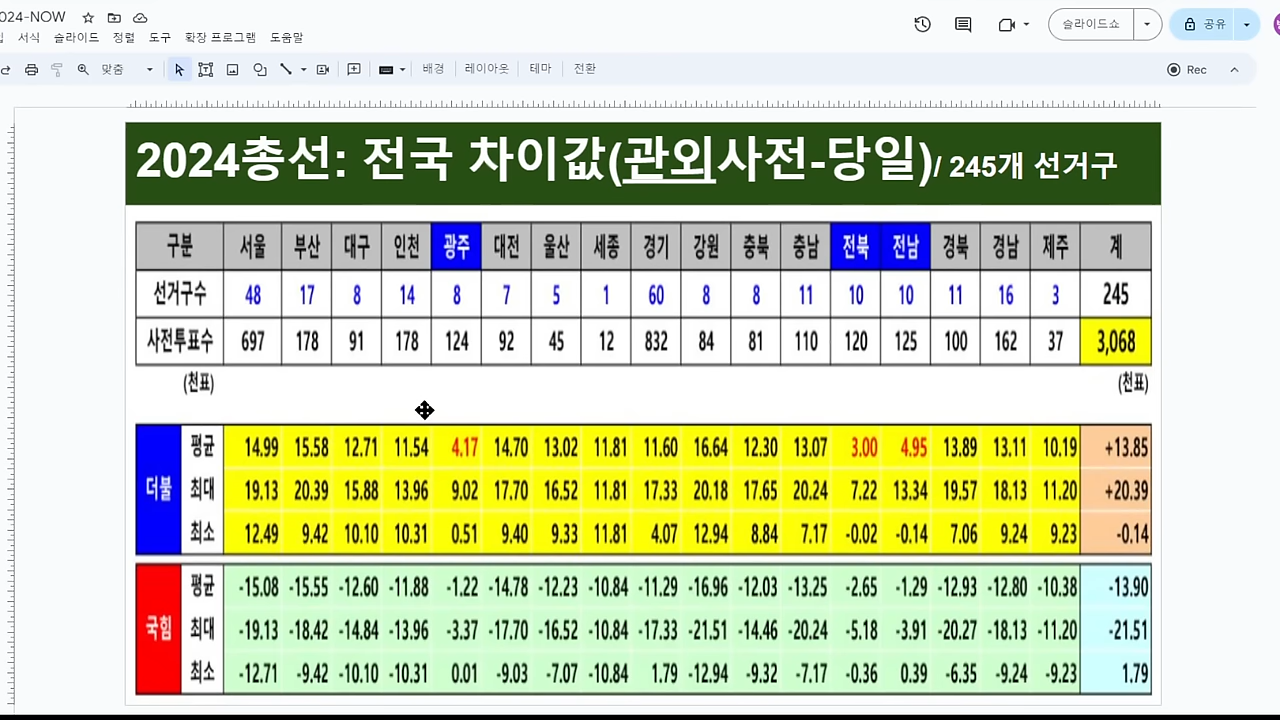 024-NOW
서식 슬라이드 정렬 도구 확장 프로그램 도움말
슬라이드쇼
공유
맞춤
배경 레이아웃 테마 전환
Rec
2024총선: 전국 차이값(관외사전-당일)/ 245개 선거구
구분 서울 부산 대구 인천 광주 대전 울산 세종 경기 강원 충북 충남 전북 전남 경북 경남 제주 계
선거구수 48 17 8 14 8 7 5 1 60 8 8 11 10 10 11 16 3 245
사전투표수 697 178 91 178 124 92 45 12 832 84 81 110 120 125 100 162 37 3,068
(천표) (천표)
더불
평균 14.99 15.58 12.71 11.54 4.17 14.70 13.02 11.81 11.60 16.64 12.30 13.07 3.00 4.95 13.89 13.11 10.19 +13.85
최대 19.13 20.39 15.88 13.96 9.02 17.70 16.52 11.81 17.33 20.18 17.65 20.24 7.22 13.34 19.57 18.13 11.20 +20.39
최소 12.49 9.42 10.10 10.31 0.51 9.40 9.33 11.81 4.07 12.94 8.84 7.17 -0.02 -0.14 7.06 9.24 9.23 -0.14
국힘
평균 -15.08 -15.55 -12.60 -11.88 -1.22 -14.78 -12.23 -10.84 -11.29 -16.96 -12.03 -13.25 -2.65 -1.29 -12.93 -12.80 -10.38 -13.90
최대 -19.13 -18.42 -14.84 -13.96 -3.37 -17.70 -16.52 -10.84 -17.33 -21.51 -14.46 -20.24 -5.18 -3.91 -20.27 -18.13 -11.20 -21.51
최소 -12.71 -9.42 -10.10 -10.31 0.01 -9.03 -7.07 -10.84 1.79 -12.94 -9.32 -7.17 -0.36 0.39 -6.35 -9.24 -9.23 1.79